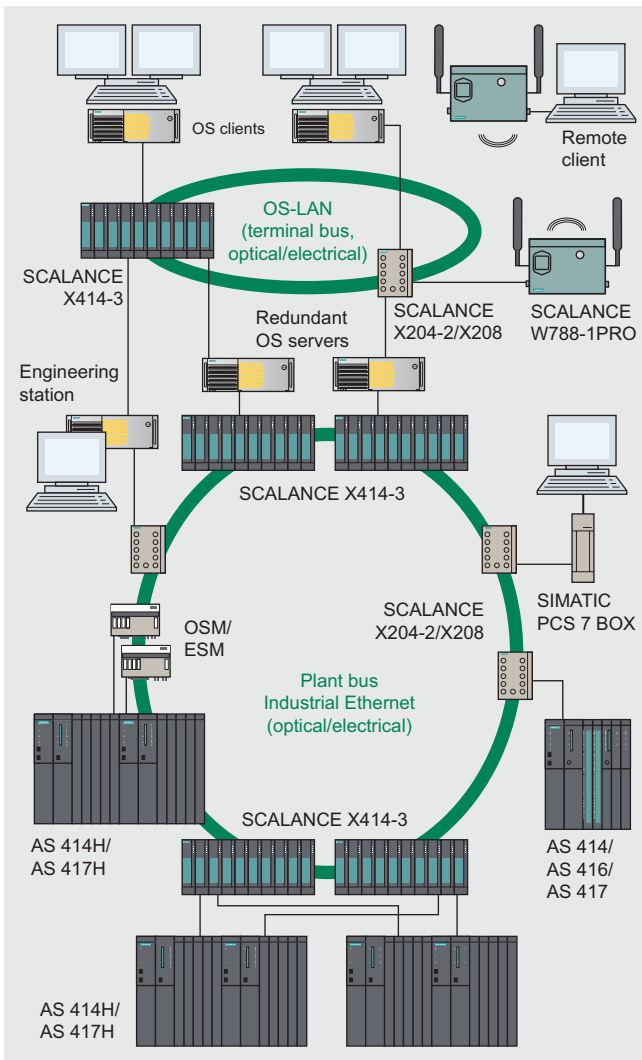 OS clients
Remote
client
OS-LAN
(terminal bus,
optical/electrical)
SCALANCE
X414-3
SCALANCE
X204-2/X208
SCALANCE
W788-1PRO
Redundant
OS servers
Engineering
station
SCALANCE X414-3
SCALANCE
X204-2/X208
SIMATIC
PCS 7 BOX
OSM/
ESM
Plant bus
Industrial Ethernet
(optical/electrical)
AS 414H/
AS 417H
SCALANCE X414-3
AS 414/
AS 416/
AS 417
AS 414H/
AS 417H